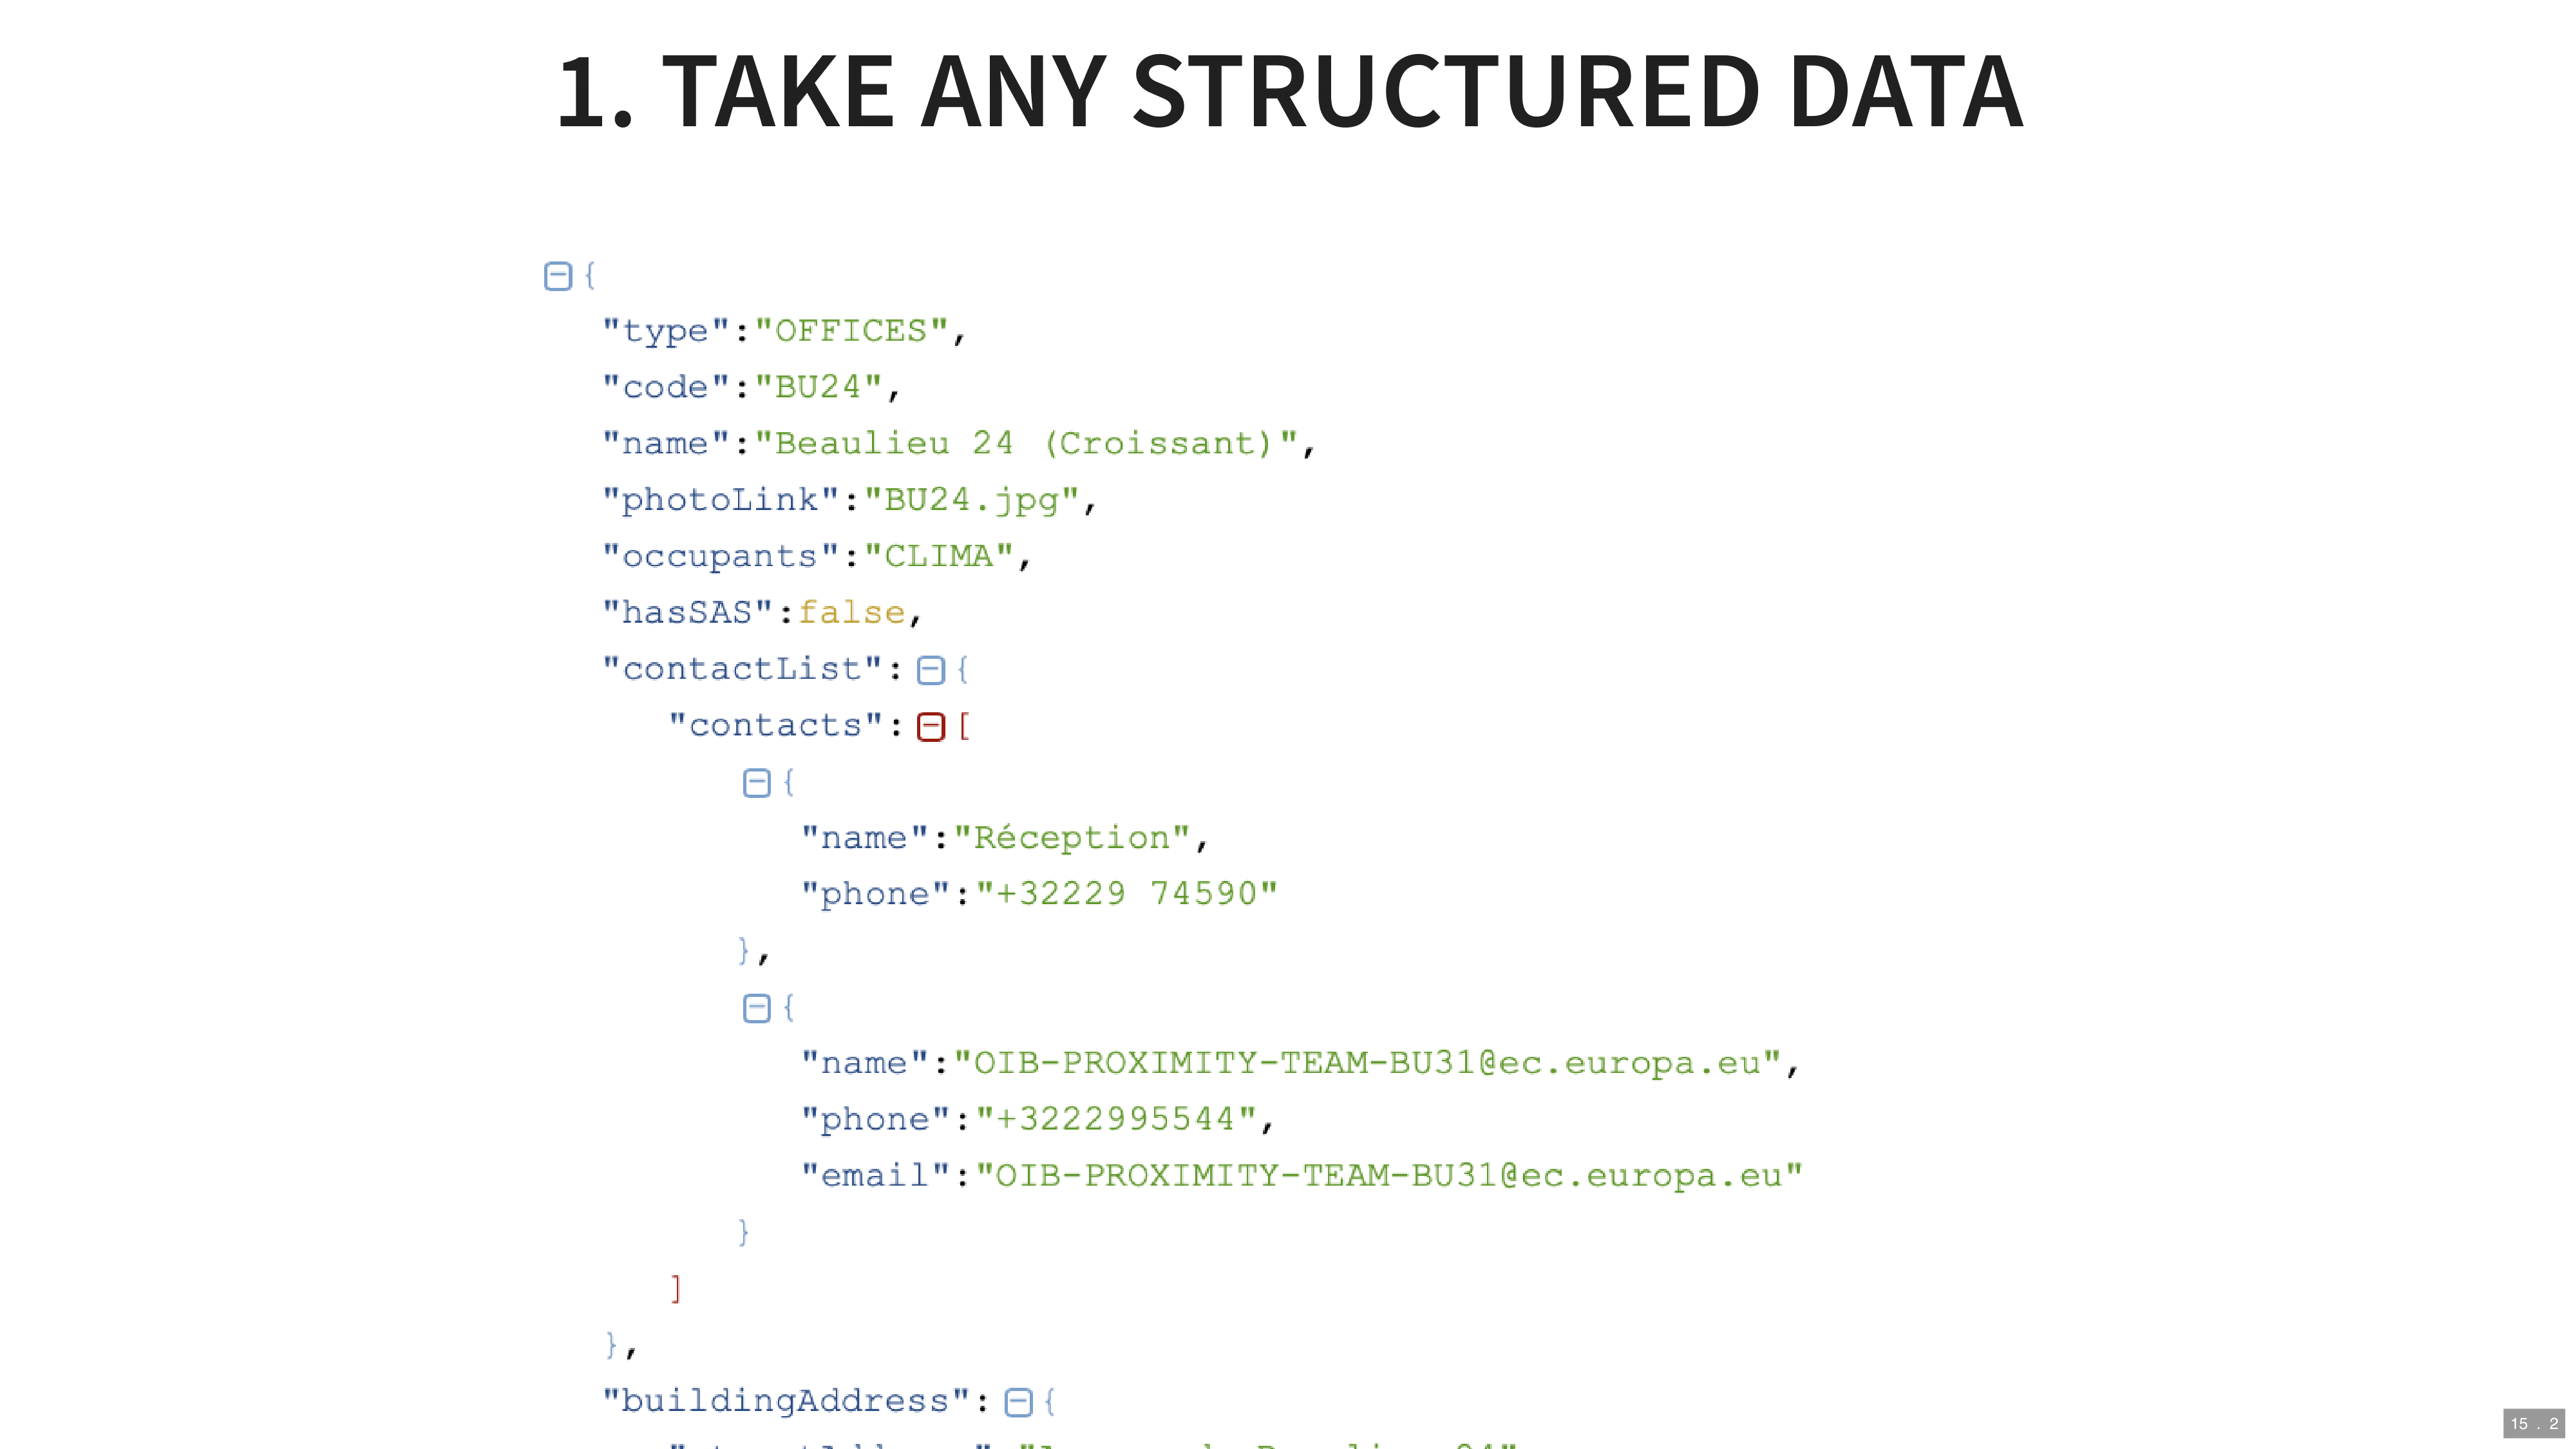 1. TAKE ANY STRUCTURED DATA
{
"type":"OFFICES",
"code":"BU24",
"name":"Beaulieu 24 (Croissant)",
"photoLink":"BU24.jpg",
"occupants":"CLIMA",
"hasSAS":false,
"contactList": {
"contacts": [
{
"name":"Réception",
"phone":"+32229 74590"
},
{
"name":"OIB-PROXIMITY-TEAM-BU31@ec.europa.eu",
"phone":"+3222995544",
"email":"OIB-PROXIMITY-TEAM-BU31@ec.europa.eu"
}
]
},
"buildingAddress": {
15 . 2